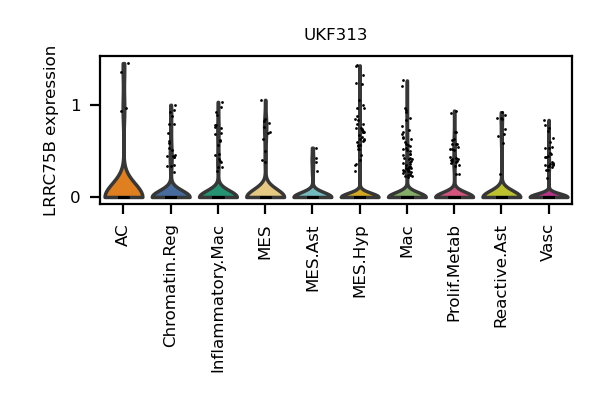 UKF313
LRRC75B expression
1
0
AC
Chromatin.Reg
Inflammatory.Mac
MES
MES.Ast
MES.Hyp
Mac
Prolif.Metab
Reactive.Ast
Vasc